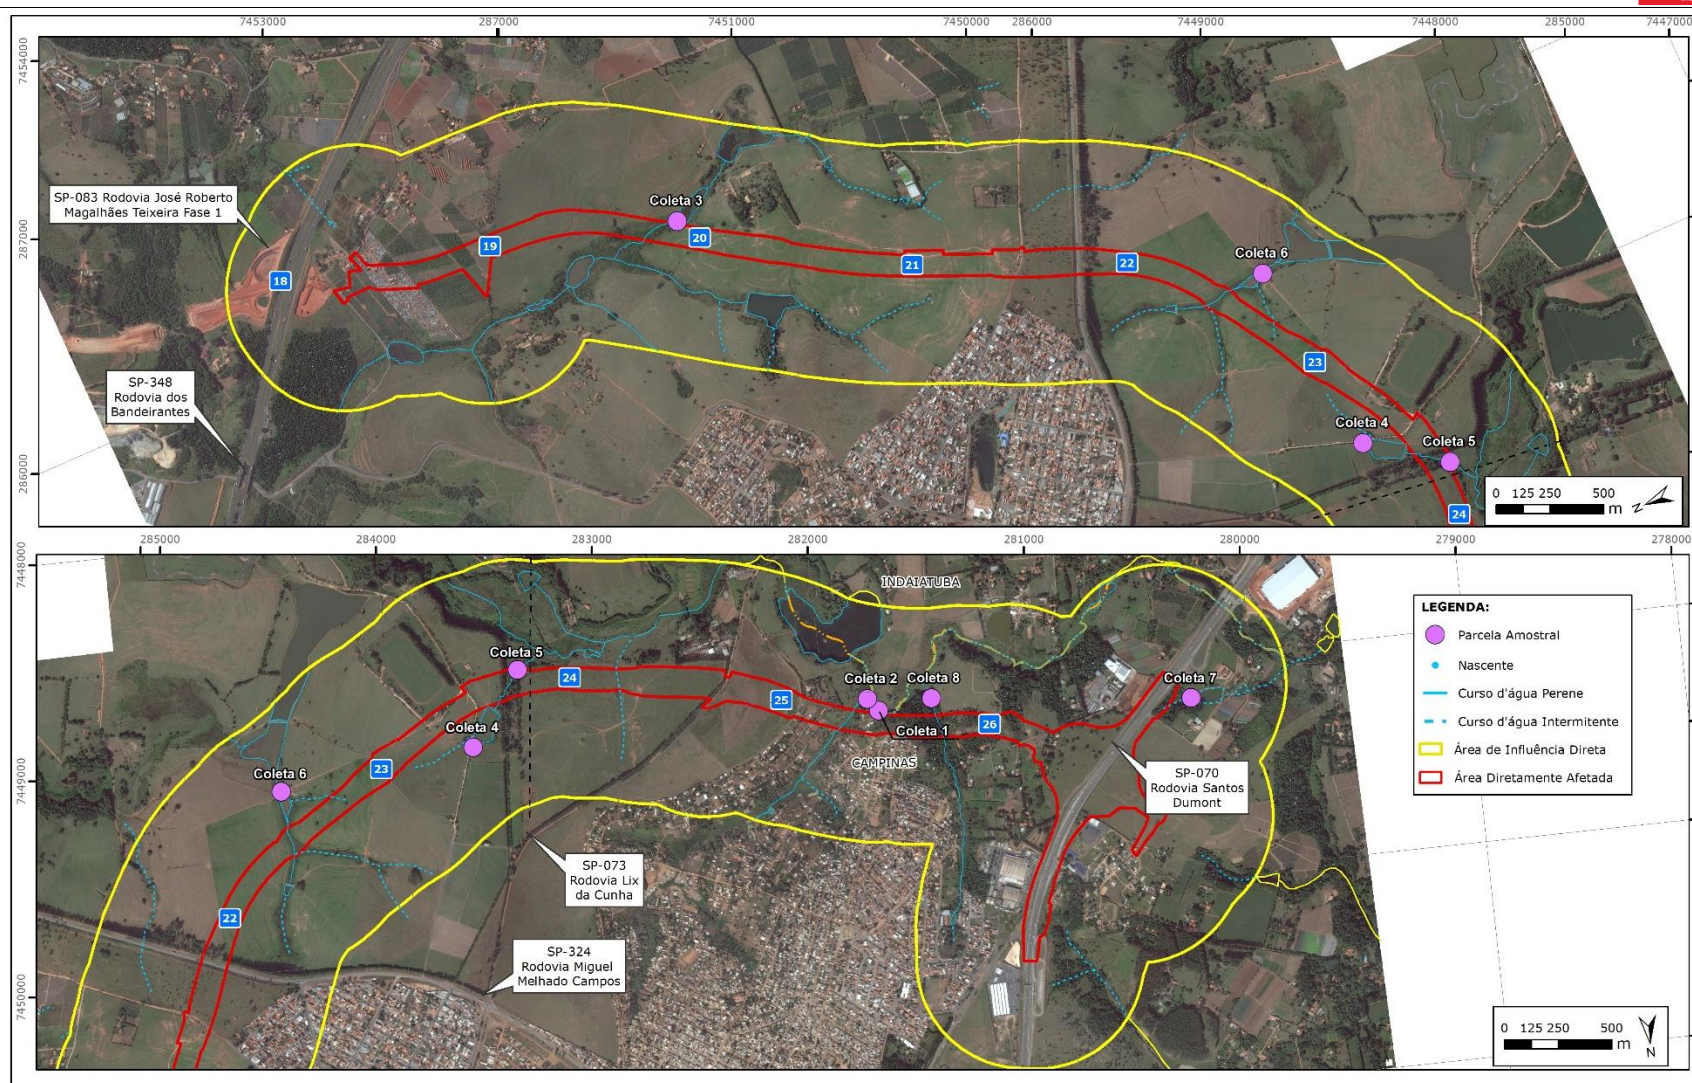 7453000
287000
7451000
7450000
286000
7449000
7448000
285000
7447000
7454000
287000
286000
SP-083 Rodovia José Roberto
Magalhães Teixeira Fase 1
SP-348
Rodovia dos
Bandeirantes
18
19
Coleta 3
20
21
22
Coleta 6
23
Coleta 4
Coleta 5
24
0 125 250 500
m
N
285000
284000
283000
282000
281000
280000
279000
278000
7448000
7449000
7450000
INDAIATUBA
Coleta 5
24
Coleta 4
Coleta 6
23
22
25
Coleta 2
Coleta 8
Coleta 1
26
Coleta 7
CAMPINAS
SP-070
Rodovia Santos
Dumont
SP-073
Rodovia Lix
da Cunha
SP-324
Rodovia Miguel
Melhado Campos
LEGENDA:
Parcela Amostral
Nascente
Curso d'água Perene
Curso d'água Intermitente
Área de Influência Direta
Área Diretamente Afetada
0 125 250 500
m
N